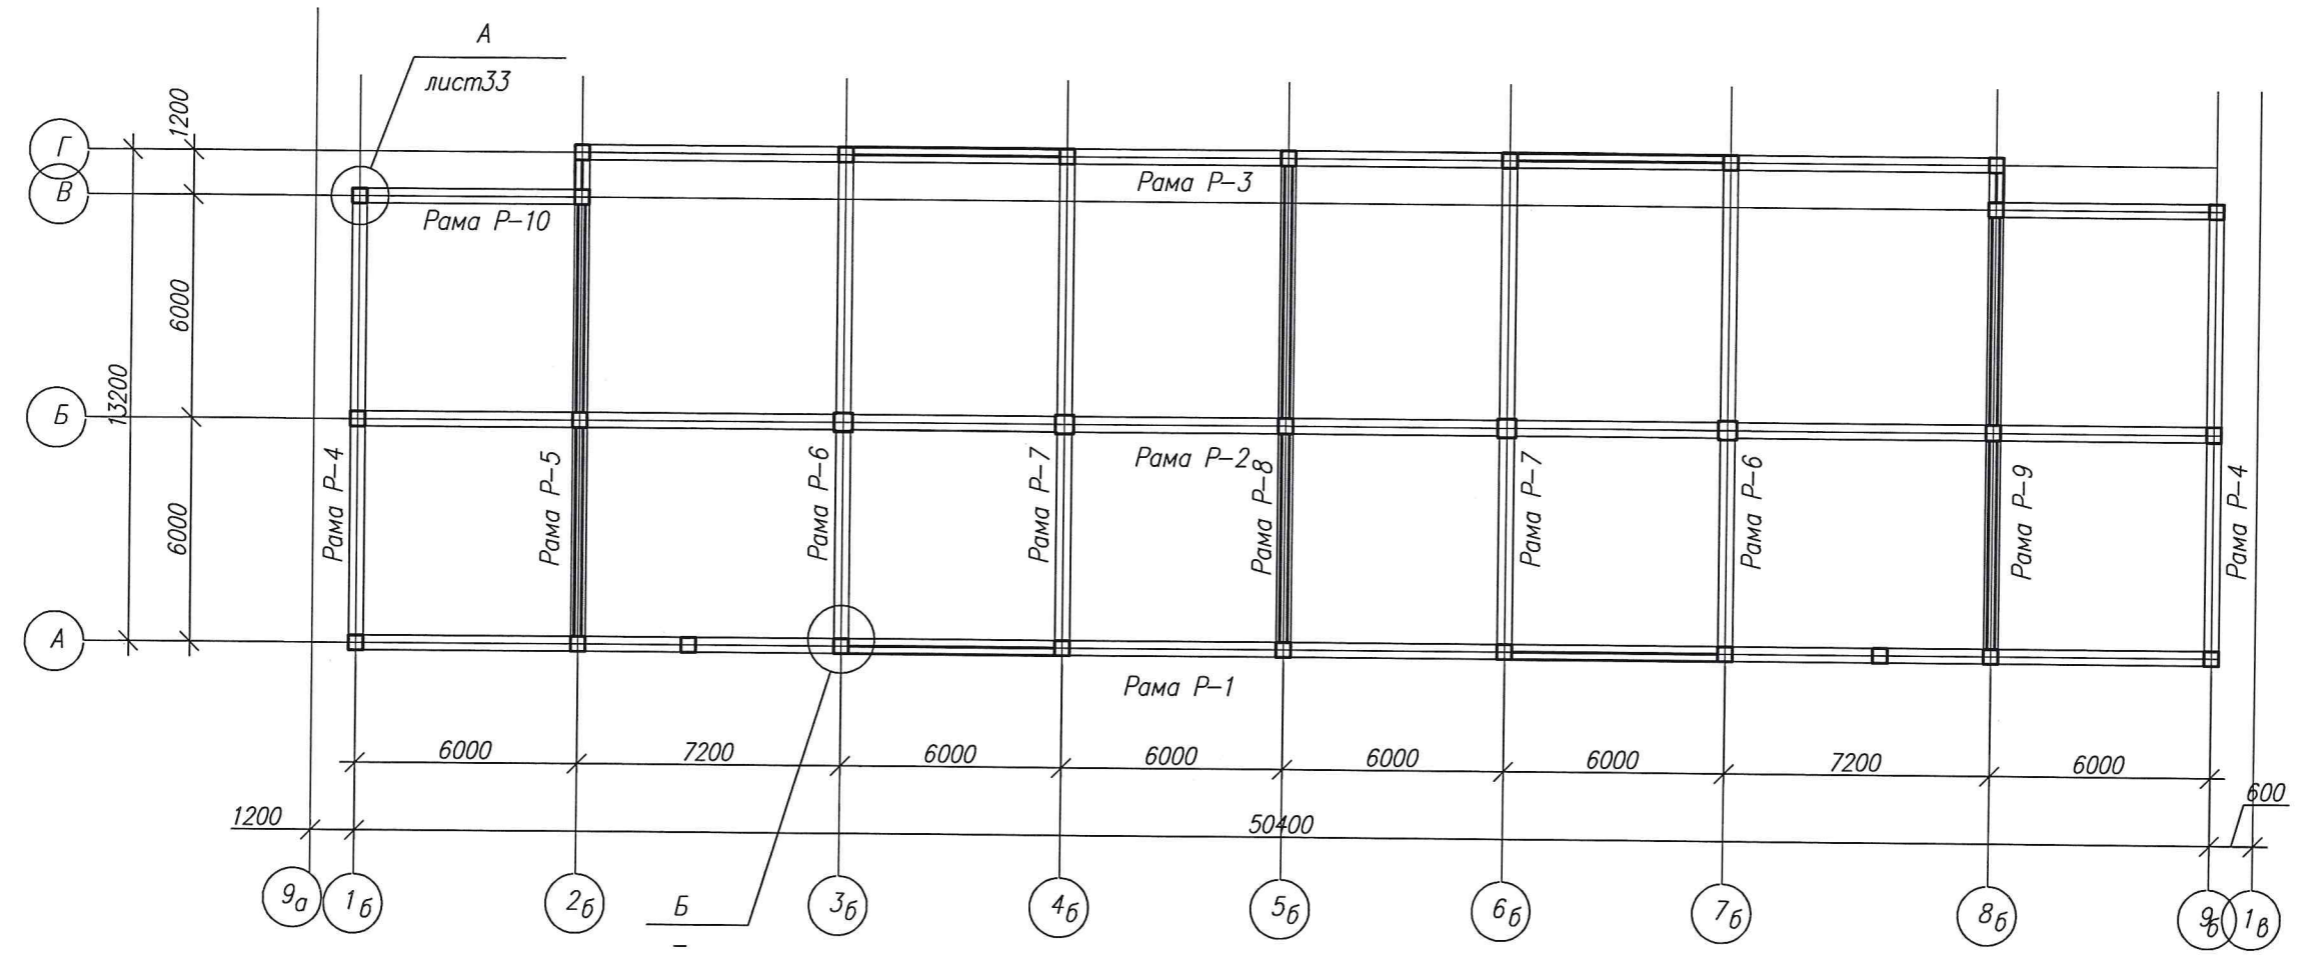 А
лист33
1200
Г
В
Рама Р-3
Рама Р-10
6000
13200
Б
Рама Р-2
Рама Р-4
Рама Р-5
Рама Р-6
Рама Р-7
Рама Р-8
Рама Р-7
Рама Р-6
Рама Р-9
Рама Р-4
6000
А
Рама Р-1
6000 7200 6000 6000 6000 6000 7200 6000
1200 50400 600
9а 1б 2б 3б 4б 5б 6б 7б 8б 9б 1в
Б
–